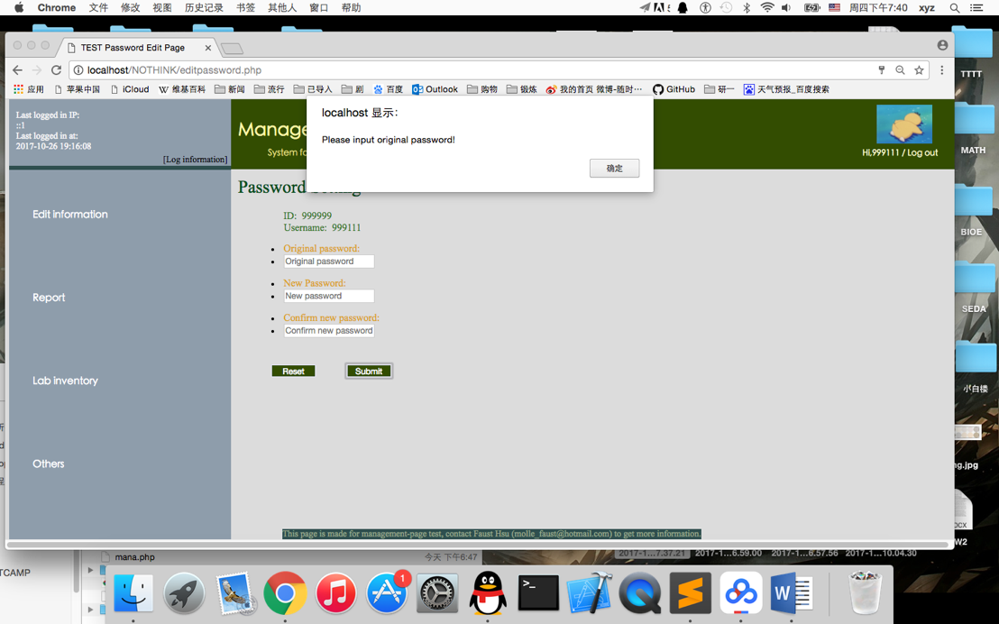 Chrome 文件 修改 视图 历史记录 书签 其他人 窗口 帮助
周四下午7:40 xyz
TEST Password Edit Page
localhost/NOTHINK/editpassword.php
应用 苹果中国 iCloud 维基百科 新闻 流行 已导入 剧 百度 Outlook 购物 锻炼 我的首页 微博-随时… GitHub 研一 天气预报_百度搜索
Last logged in IP:
::1
Last logged in at:
2017-10-26 19:16:08
[Log information]
localhost 显示：
Please input original password!
确定
System
Hi,999111 / Log out
Password
ID: 999999
Username: 999111
Edit information
Report
Lab inventory
Others
Original password:
Original password
New Password:
New password
Confirm new password:
Confirm new password
Reset Submit
This page is made for management-page test, contact Faust Hsu (molle_faust@hotmail.com) to get more information.
TTTT
MATH
BIOE
SEDA
小白楼
mana.php 今天 下午6:47
2017-1...7.37.21 2017-1...6.59.00 2017-1...6.57.56 2017-1...10.04.30
1